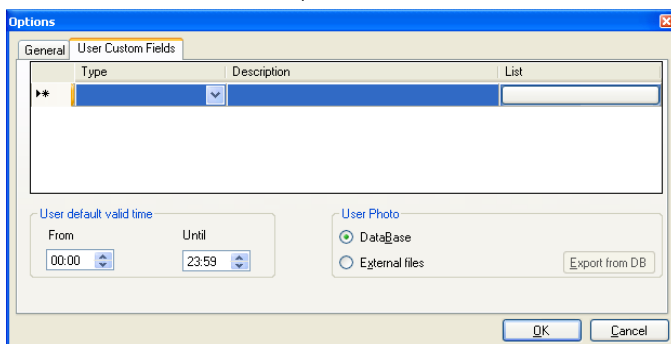 Options
General User Custom Fields
Type Description List
User default valid time
From Until
00:00 23:59
User Photo
DataBase
External files Export from DB
OK Cancel